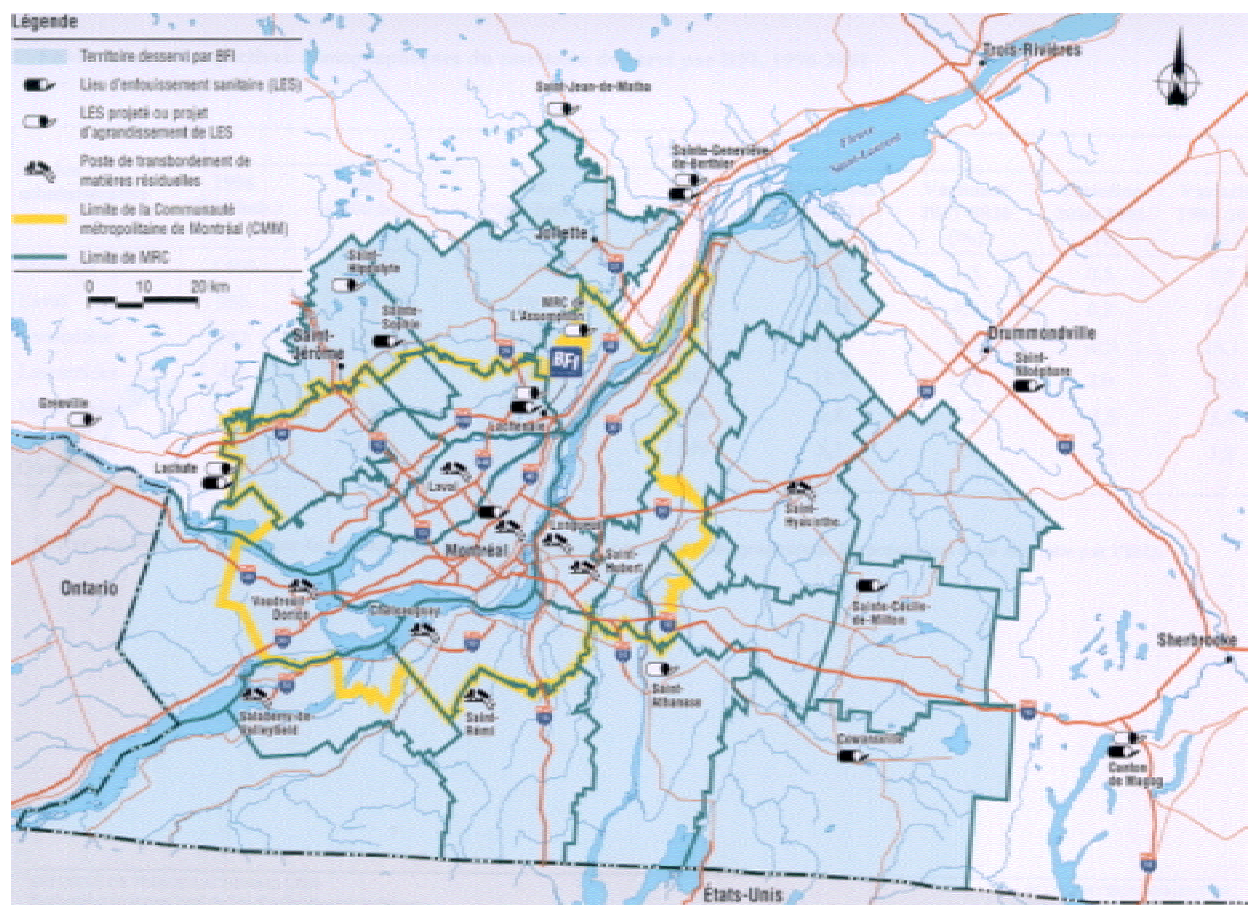 Légende
Territoire desservi par BFI
Lieu d'enfouissement sanitaire (LES)
LES projeté ou projet
d'agrandissement de LES
Poste de transbordement de
matières résiduelles
Limite de la Communauté
métropolitaine de Montréal (CMM)
Limite de MRC
0 10 20 km
Trois-Rivières
Saint-Jean-de-Matha
Fleuve
Saint-Laurent
Sainte-Geneviève-
de-Berthier
Joliette
Saint-
Hippolyte
MRC de
L'Assomption
Sainte-
Sophie
Saint-
Jérôme
BFI
Drummondville
Saint-
Nicéphore
Grenville
Lachenaie
Lachute
Laval
Saint-
Hyacinthe
Longueuil
Montréal
Saint-
Hubert
Ontario
Vaudreuil-
Dorion
Châteauguay
Sainte-Cécile-
de-Milton
Sherbrooke
Saint-
Athanase
Salaberry-de-
Valleyfield
Saint-
Rémi
Cowansville
Canton
de Magog
États-Unis